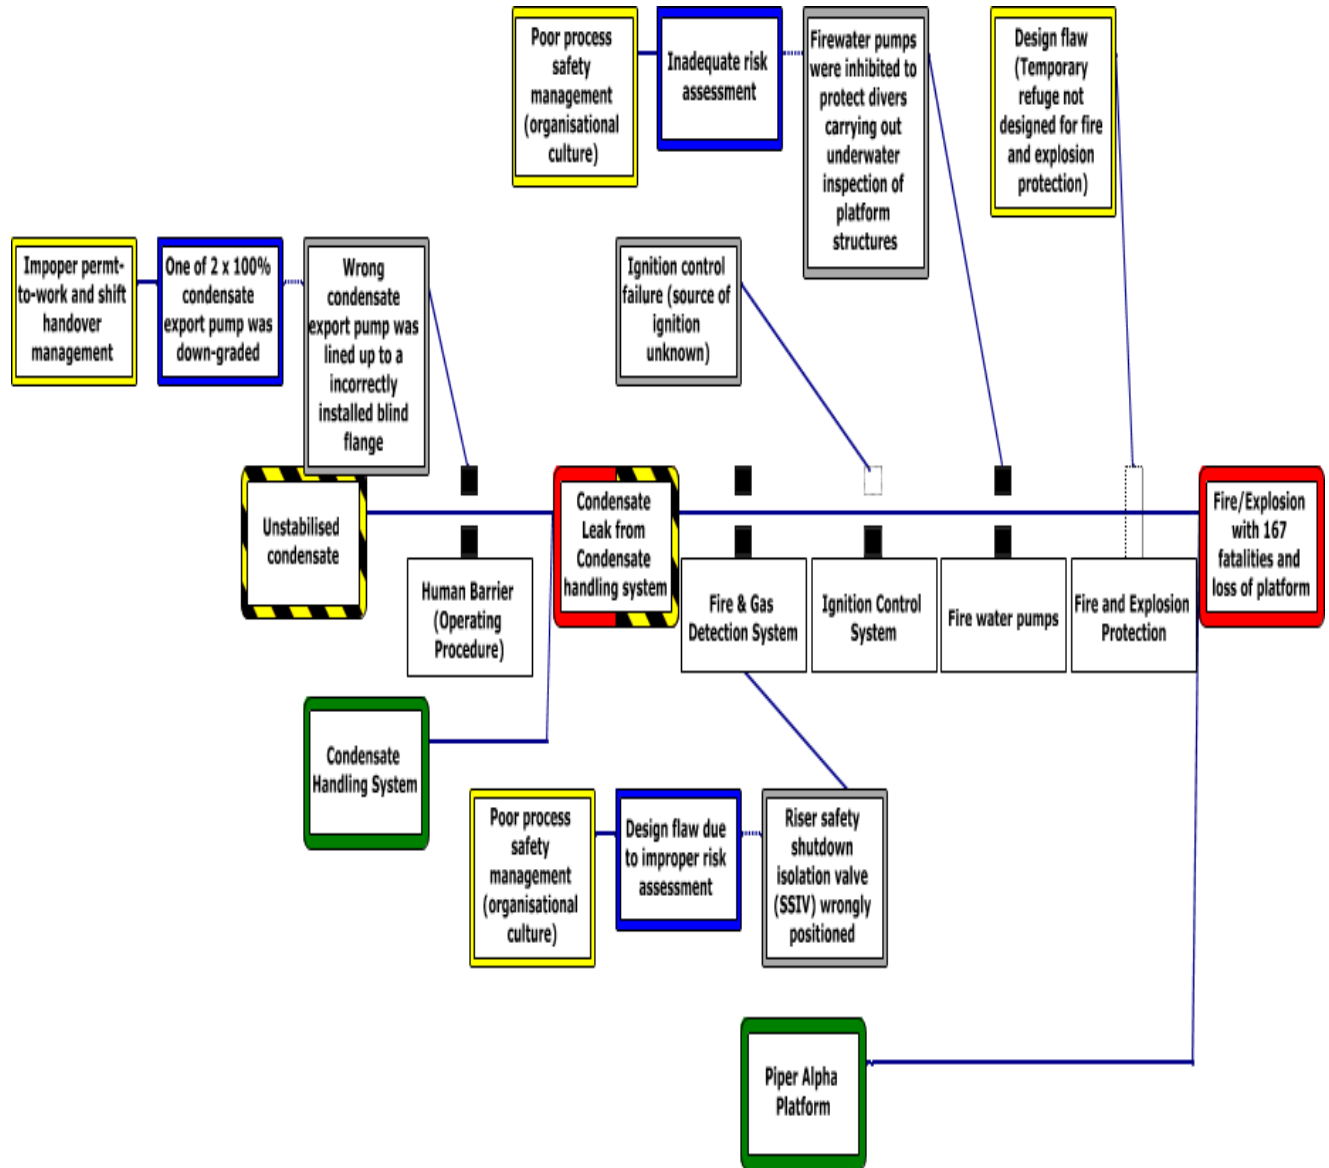 Poor process
safety
management
(organisational
culture)
Inadequate risk
assessment
Firewater pumps
were inhibited to
protect divers
carrying out
underwater
inspection of
platform
structures
Design flaw
(Temporary
refuge not
designed for fire
and explosion
protection)
Impoper permt-
to-work and shift
handover
management
One of 2 x 100%
condensate
export pump was
down-graded
Wrong
condensate
export pump was
lined up to a
incorrectly
installed blind
flange
Ignition control
failure (source of
ignition
unknown)
Unstabilised
condensate
Human Barrier
(Operating
Procedure)
Condensate
Leak from
Condensate
handling system
Fire & Gas
Detection System
Ignition Control
System
Fire water pumps
Fire and Explosion
Protection
Fire/Explosion
with 167
fatalities and
loss of platform
Condensate
Handling System
Poor process
safety
management
(organisational
culture)
Design flaw due
to improper risk
assessment
Riser safety
shutdown
isolation valve
(SSIV) wrongly
positioned
Piper Alpha
Platform